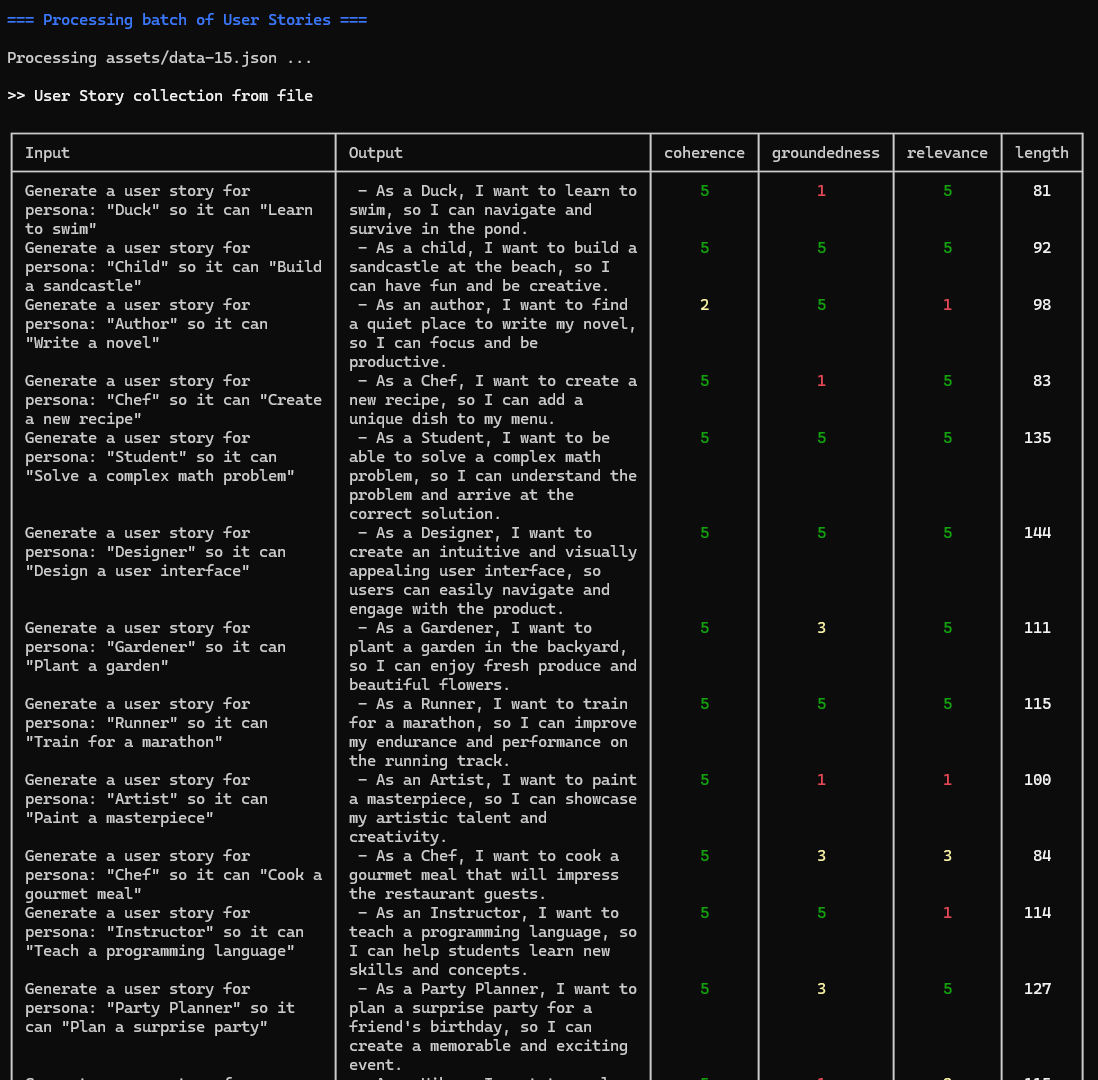 === Processing batch of User Stories ===
Processing assets/data-15.json ...
>> User Story collection from file
Input Output coherence groundedness relevance length
Generate a user story for - As a Duck, I want to learn to 5 1 5 81
persona: "Duck" so it can "Learn swim, so I can navigate and
to swim" survive in the pond.
Generate a user story for - As a child, I want to build a 5 5 5 92
persona: "Child" so it can "Build sandcastle at the beach, so I
a sandcastle" can have fun and be creative.
Generate a user story for - As an author, I want to find 2 5 1 98
persona: "Author" so it can a quiet place to write my novel,
"Write a novel" so I can focus and be
productive.
Generate a user story for - As a Chef, I want to create a 5 1 5 83
persona: "Chef" so it can "Create new recipe, so I can add a
a new recipe" unique dish to my menu.
Generate a user story for - As a Student, I want to be 5 5 5 135
persona: "Student" so it can able to solve a complex math
"Solve a complex math problem" problem, so I can understand the
problem and arrive at the
correct solution.
Generate a user story for - As a Designer, I want to 5 5 5 144
persona: "Designer" so it can create an intuitive and visually
"Design a user interface" appealing user interface, so
users can easily navigate and
engage with the product.
Generate a user story for - As a Gardener, I want to 5 3 5 111
persona: "Gardener" so it can plant a garden in the backyard,
"Plant a garden" so I can enjoy fresh produce and
beautiful flowers.
Generate a user story for - As a Runner, I want to train 5 5 5 115
persona: "Runner" so it can for a marathon, so I can improve
"Train for a marathon" my endurance and performance on
the running track.
Generate a user story for - As an Artist, I want to paint 5 1 1 100
persona: "Artist" so it can a masterpiece, so I can showcase
"Paint a masterpiece" my artistic talent and
creativity.
Generate a user story for - As a Chef, I want to cook a 5 3 3 84
persona: "Chef" so it can "Cook a gourmet meal that will impress
gourmet meal" the restaurant guests.
Generate a user story for - As an Instructor, I want to 5 5 1 114
persona: "Instructor" so it can teach a programming language, so
"Teach a programming language" I can help students learn new
skills and concepts.
Generate a user story for - As a Party Planner, I want to 5 3 5 127
persona: "Party Planner" so it plan a surprise party for a
can "Plan a surprise party" friend's birthday, so I can
create a memorable and exciting
event.